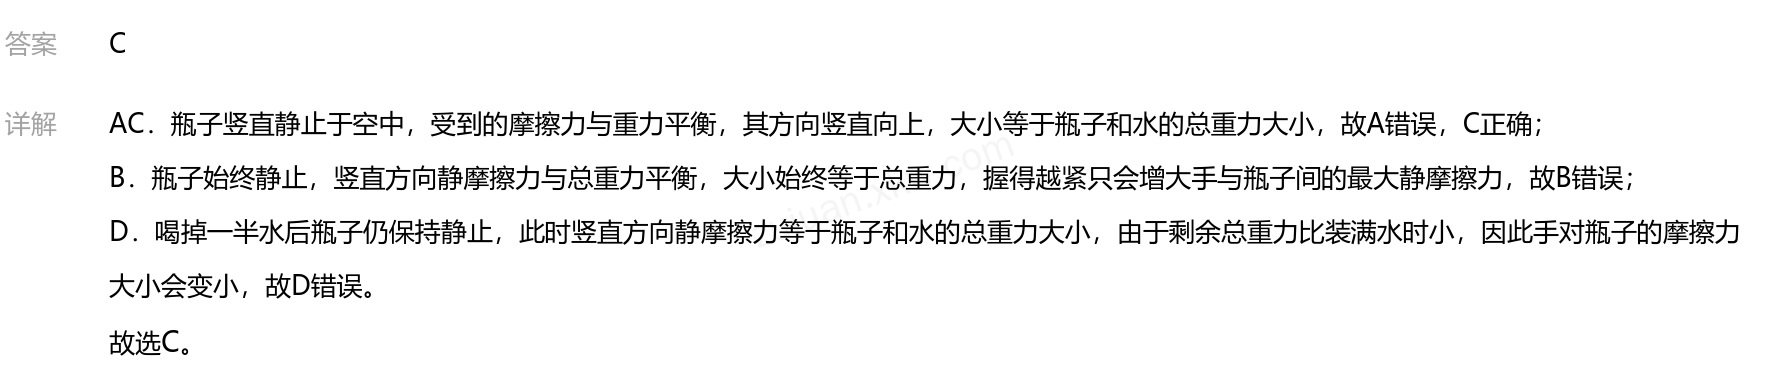 答案 C
详解 AC．瓶子竖直静止于空中，受到的摩擦力与重力平衡，其方向竖直向上，大小等于瓶子和水的总重力大小，故A错误，C正确；
B．瓶子始终静止，竖直方向静摩擦力与总重力平衡，大小始终等于总重力，握得越紧只会增大手与瓶子间的最大静摩擦力，故B错误；
D．喝掉一半水后瓶子仍保持静止，此时竖直方向静摩擦力等于瓶子和水的总重力大小，由于剩余总重力比装满水时小，因此手对瓶子的摩擦力
大小会变小，故D错误。
故选C。